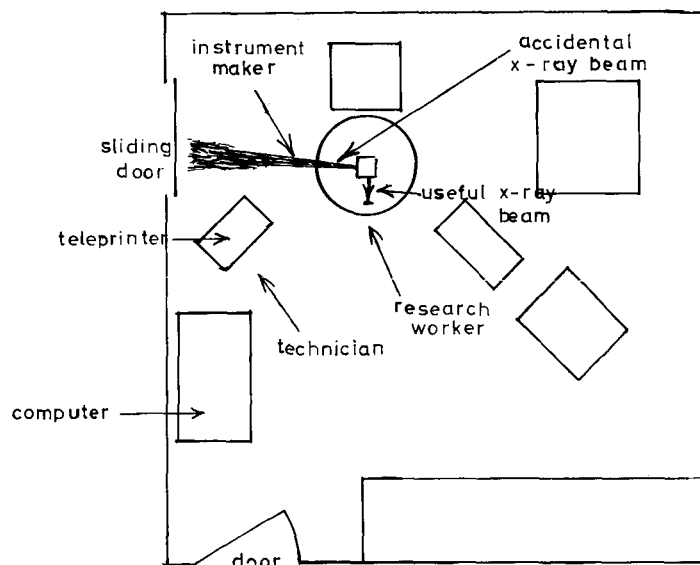 instrument
maker
accidental
x-ray beam
sliding
door
useful x-ray
beam
teleprinter
research
worker
technician
computer
door